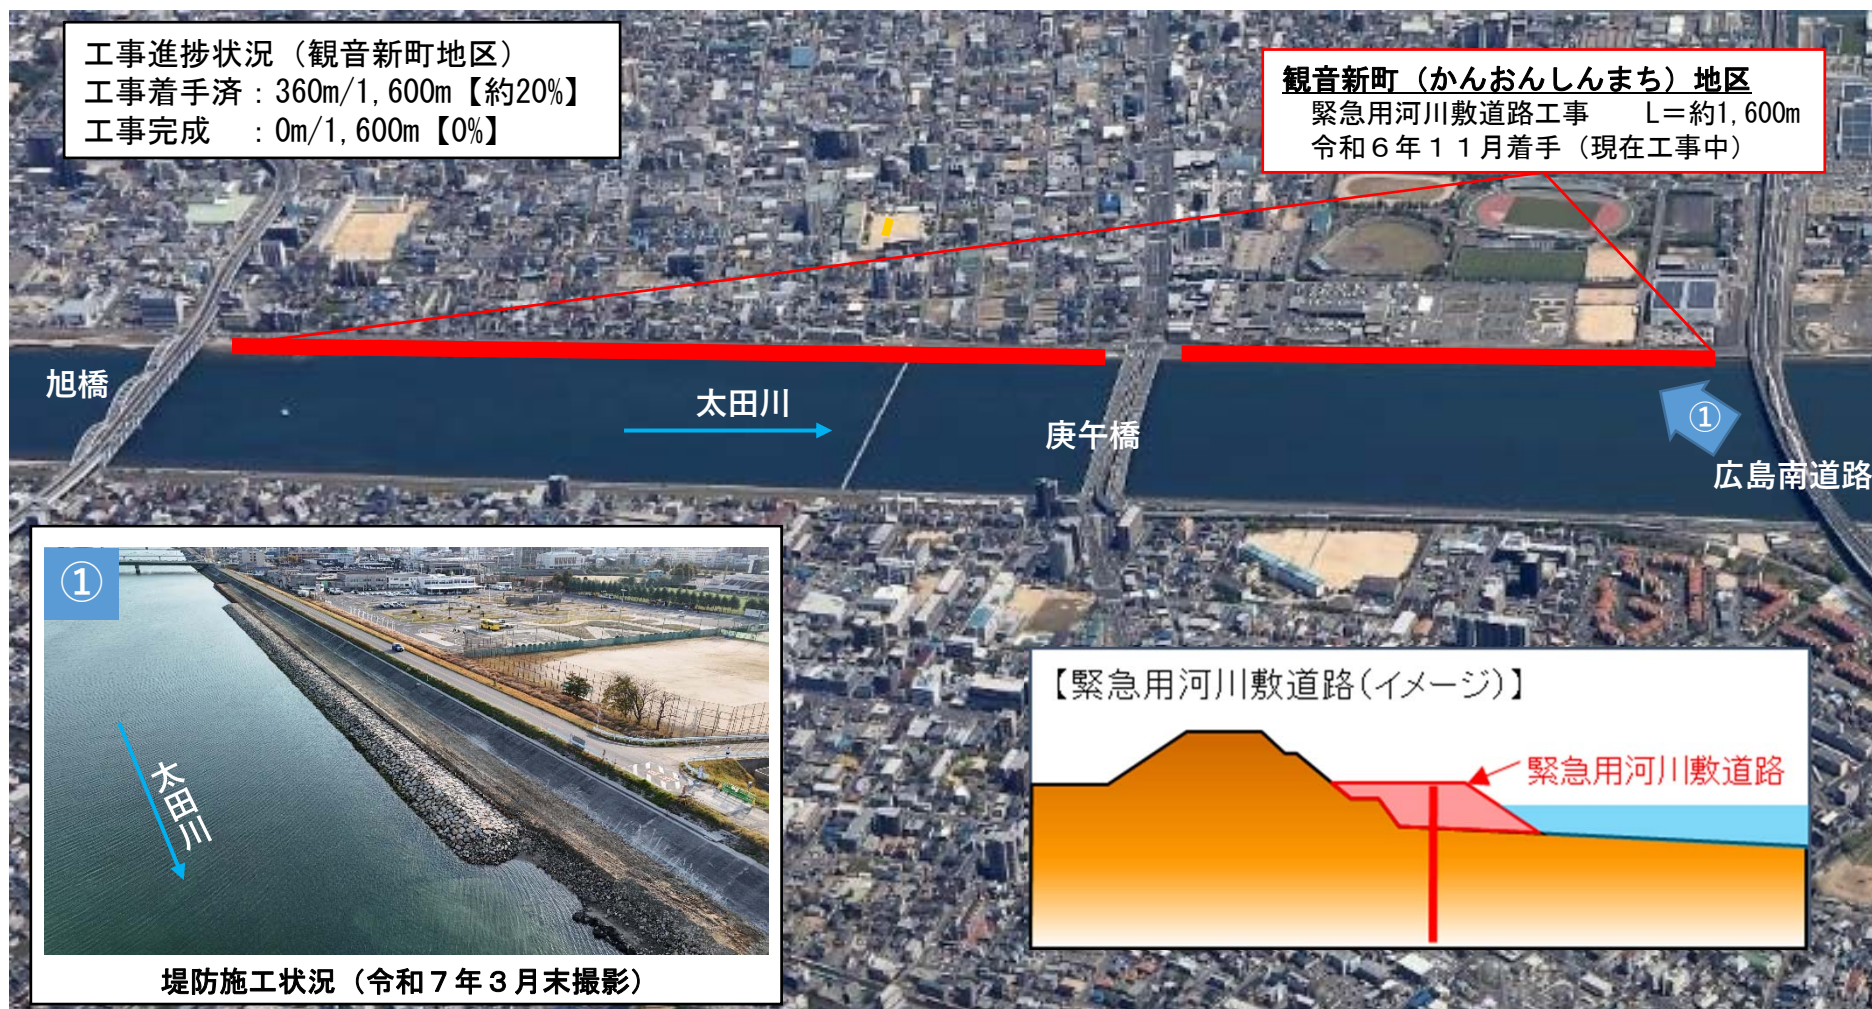 工事進捗状況（観音新町地区）
工事着手済：360m/1,600m【約20%】
工事完成　：0m/1,600m【0%】
観音新町（かんおんしんまち）地区
緊急用河川敷道路工事　　L＝約1,600m
令和６年１１月着手（現在工事中）
旭橋
太田川
庚午橋
①
広島南道路
①
太田川
堤防施工状況（令和７年３月末撮影）
【緊急用河川敷道路(イメージ)】
緊急用河川敷道路